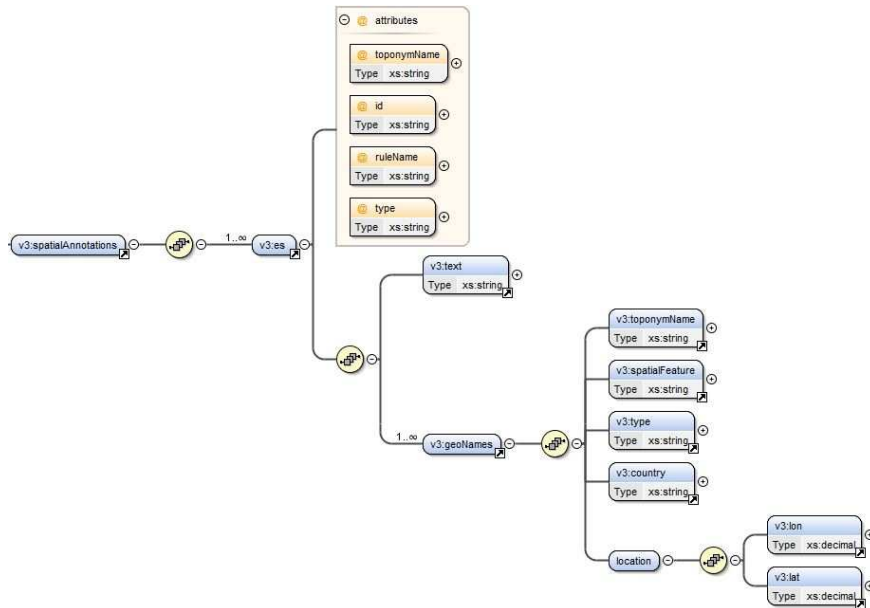 @ attributes
@ toponymName
Type xs:string
@ id
Type xs:string
@ ruleName
Type xs:string
@ type
Type xs:string
v3:spatialAnnotations
1..∞
v3:es
v3:text
Type xs:string
1..∞
v3:geoNames
v3:toponymName
Type xs:string
v3:spatialFeature
Type xs:string
v3:type
Type xs:string
v3:country
Type xs:string
location
v3:lon
Type xs:decimal
v3:lat
Type xs:decimal